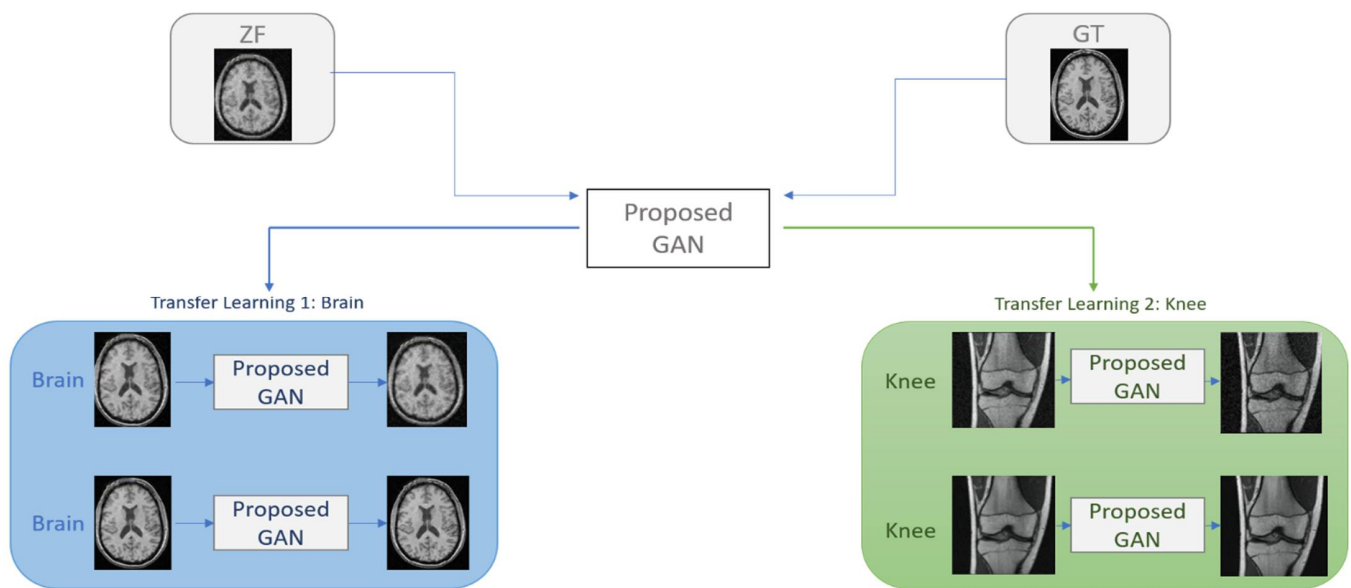 ZF
GT
Proposed
GAN
Transfer Learning 1: Brain
Brain
Proposed
GAN
Brain
Proposed
GAN
Transfer Learning 2: Knee
Knee
Proposed
GAN
Knee
Proposed
GAN